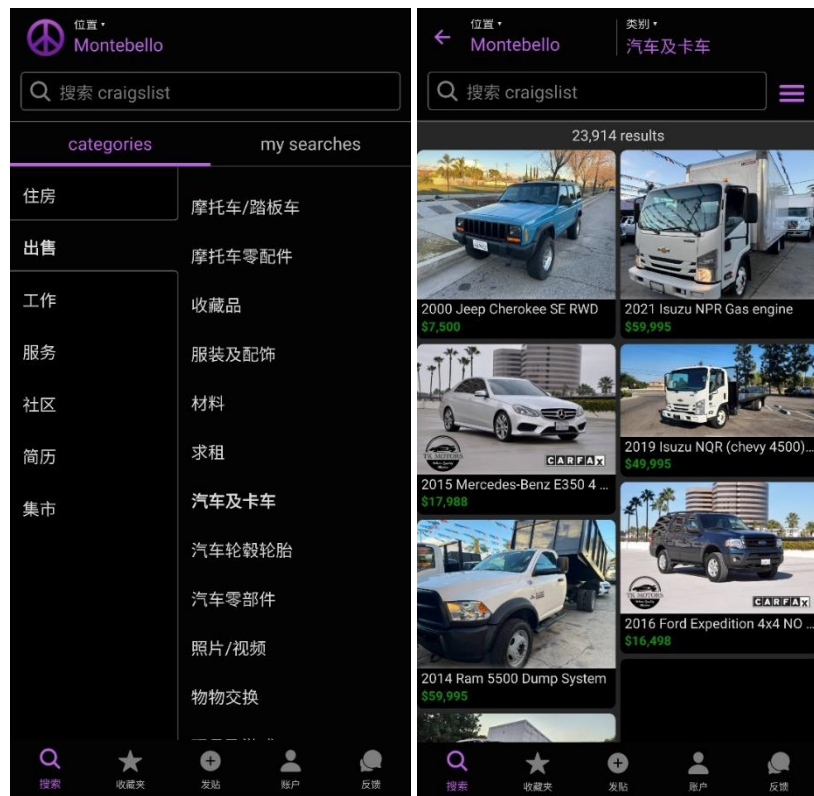 位置
Montebello
搜索 craigslist
categories
my searches
住房
出售
工作
服务
社区
简历
集市
摩托车/踏板车
摩托车零配件
收藏品
服装及配饰
材料
求租
汽车及卡车
汽车轮毂轮胎
汽车零部件
照片/视频
物物交换
搜索
收藏夹
发贴
账户
反馈
位置
Montebello
类别
汽车及卡车
搜索 craigslist
23,914 results
2000 Jeep Cherokee SE RWD
$7,500
2021 Isuzu NPR Gas engine
$59,995
TK MOTORS
CARFAX
2015 Mercedes-Benz E350 4 ...
$17,988
2019 Isuzu NQR (chevy 4500)...
$49,995
CARFAX
2016 Ford Expedition 4x4 NO ...
$16,498
2014 Ram 5500 Dump System
$59,995
搜索
收藏夹
发贴
账户
反馈